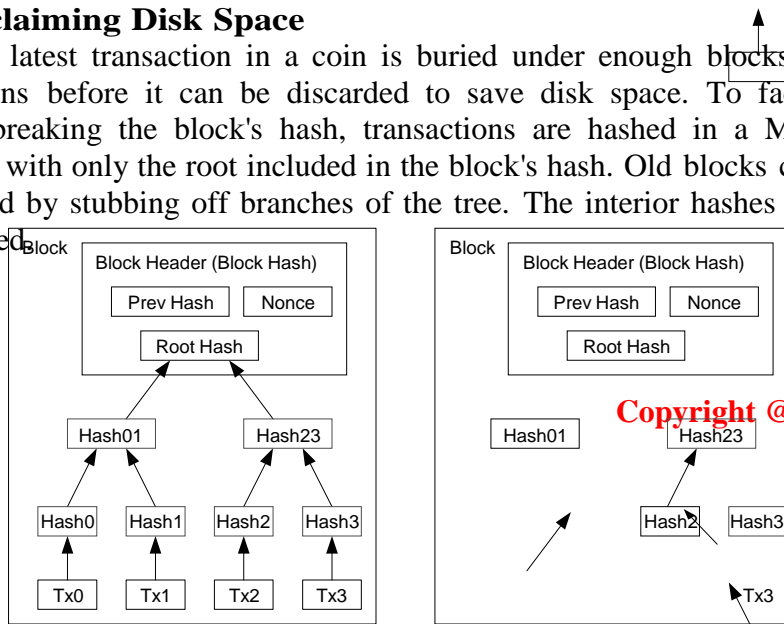 claiming Disk Space
latest transaction in a coin is buried under enough blocks
ns before it can be discarded to save disk space. To fac
breaking the block's hash, transactions are hashed in a M
with only the root included in the block's hash. Old blocks c
d by stubbing off branches of the tree. The interior hashes
ed.
Block
Block Header (Block Hash)
Prev Hash Nonce
Root Hash
Hash01 Hash23
Hash0 Hash1 Hash2 Hash3
Tx0 Tx1 Tx2 Tx3
Block
Block Header (Block Hash)
Prev Hash Nonce
Root Hash
Copyright @
Hash01 Hash23
Hash2 Hash3
Tx3